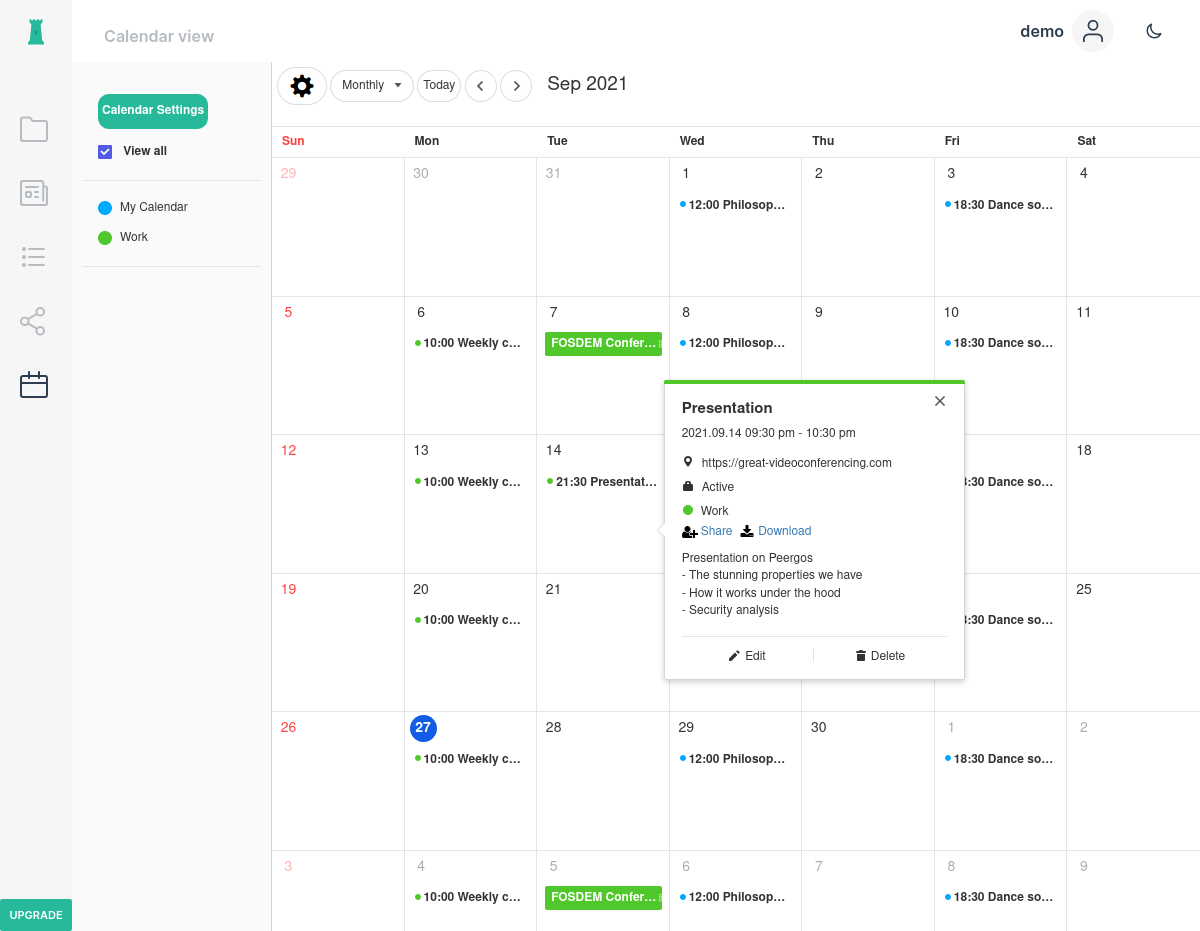 Calendar view
demo
Calendar Settings
View all
My Calendar
Work
UPGRADE
Monthly
Today
Sep 2021
Sun Mon Tue Wed Thu Fri Sat
29 30 31 1 2 3 4
12:00 Philosop… 18:30 Dance so…
5 6 7 8 9 10 11
10:00 Weekly c… FOSDEM Confer… 12:00 Philosop… 18:30 Dance so…
12 13 14 18
10:00 Weekly c… 21:30 Presentat… :30 Dance so…
19 20 21 25
10:00 Weekly c… :30 Dance so…
Presentation
2021.09.14 09:30 pm - 10:30 pm
https://great-videoconferencing.com
Active
Work
Share Download
Presentation on Peergos
- The stunning properties we have
- How it works under the hood
- Security analysis
Edit Delete
26 27 28 29 30 1 2
10:00 Weekly c… 12:00 Philosop… 18:30 Dance so…
3 4 5 6 7 8 9
10:00 Weekly c… FOSDEM Confer… 12:00 Philosop… 18:30 Dance so…